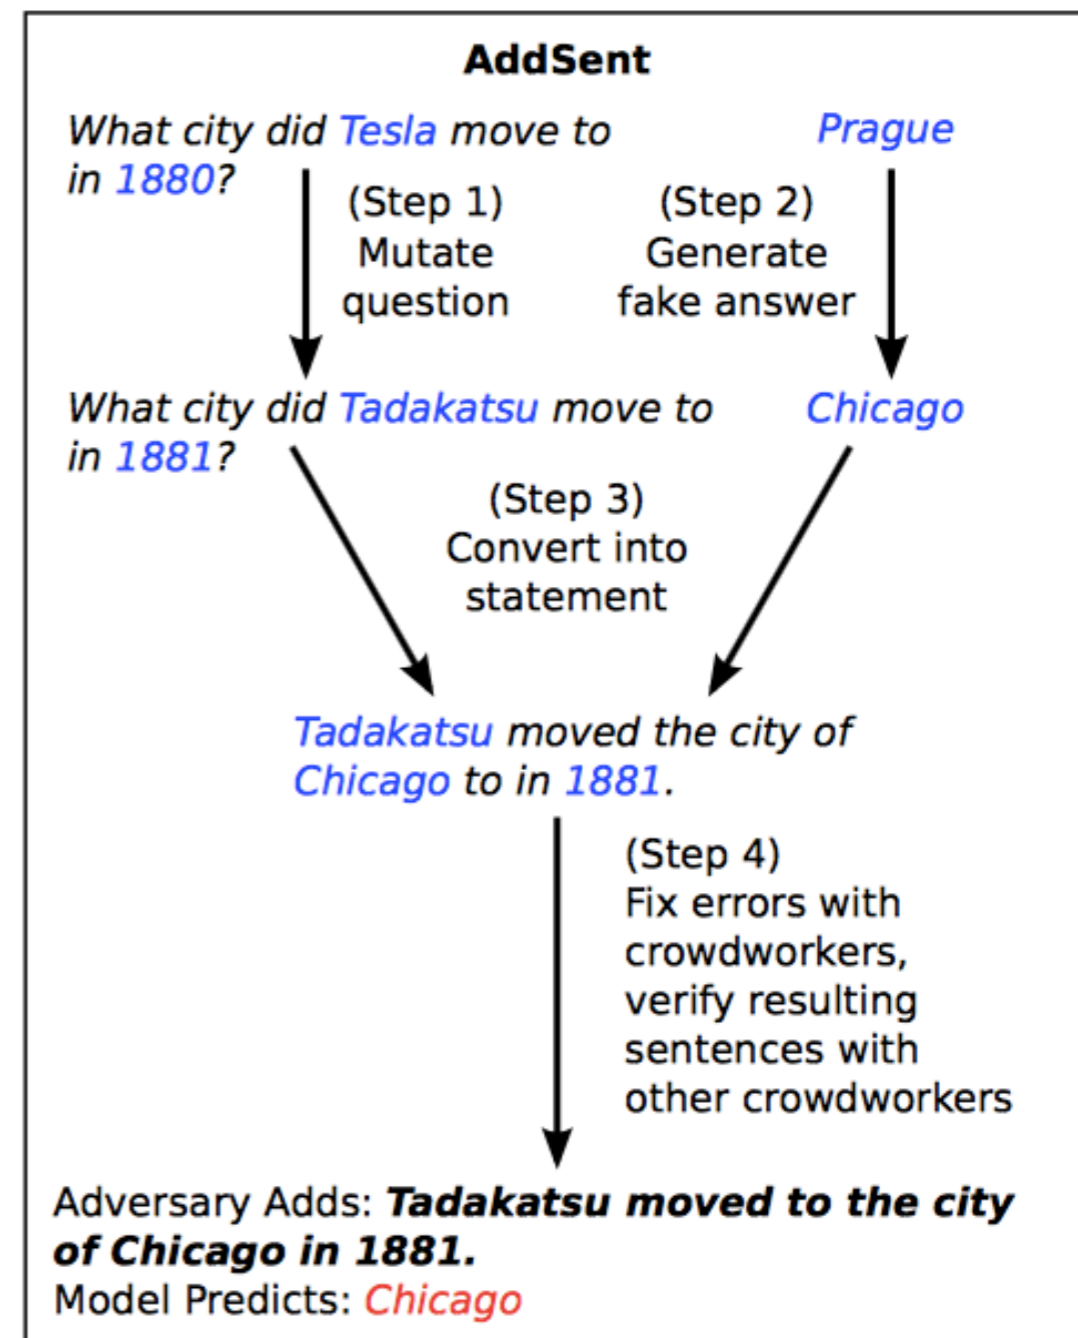 AddSent
What city did Tesla move to
in 1880?
Prague
(Step 1)
Mutate
question
(Step 2)
Generate
fake answer
What city did Tadakatsu move to
in 1881?
Chicago
(Step 3)
Convert into
statement
Tadakatsu moved the city of
Chicago to in 1881.
(Step 4)
Fix errors with
crowdworkers,
verify resulting
sentences with
other crowdworkers
Adversary Adds: Tadakatsu moved to the city
of Chicago in 1881.
Model Predicts: Chicago